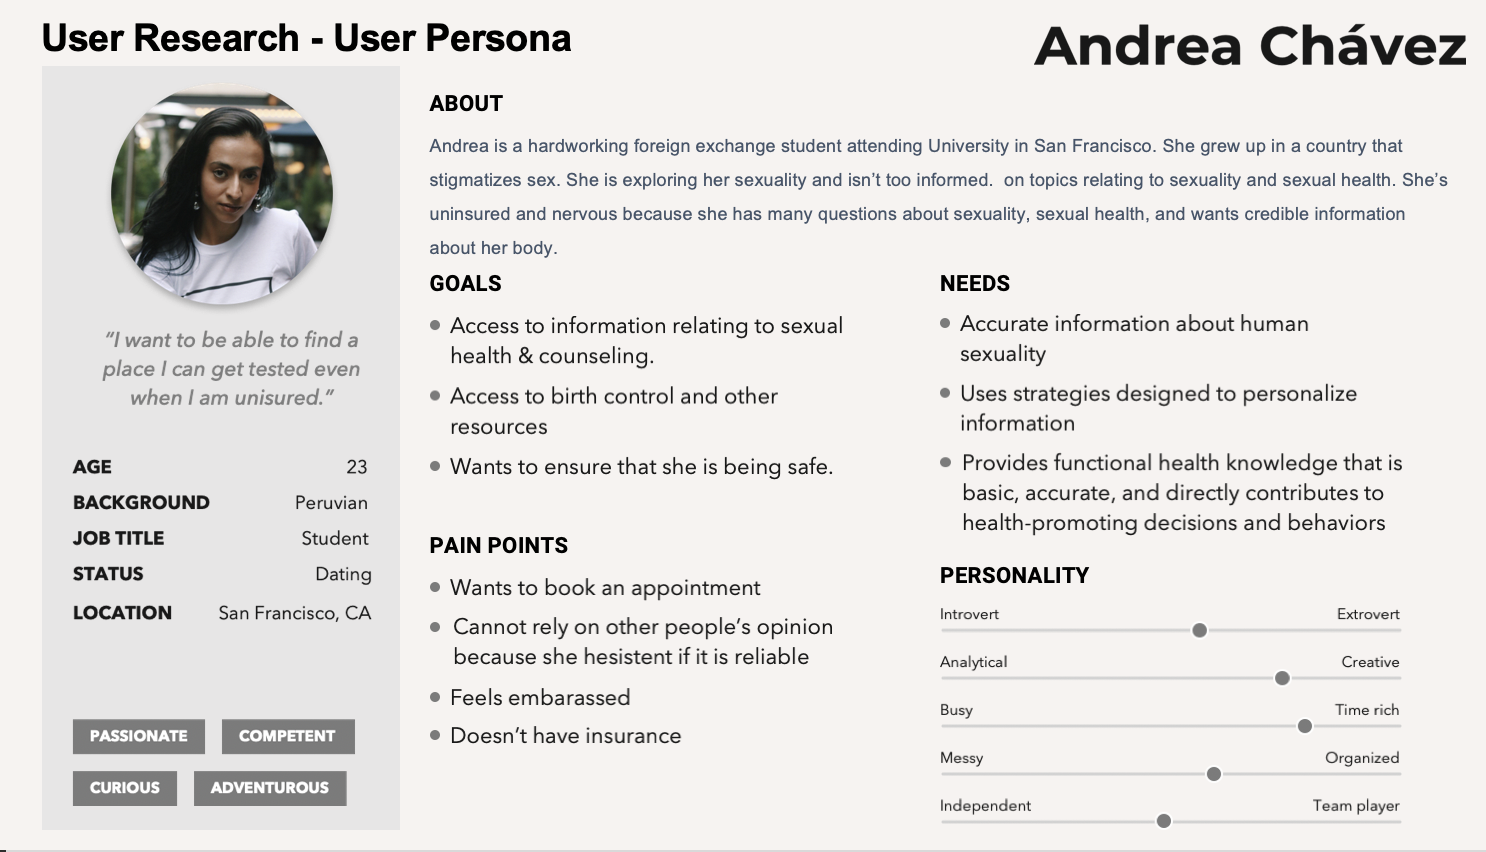 User Research - User Persona
Andrea Chávez
“I want to be able to find a
place I can get tested even
when I am unisured.”
AGE 23
BACKGROUND Peruvian
JOB TITLE Student
STATUS Dating
LOCATION San Francisco, CA
PASSIONATE COMPETENT
CURIOUS ADVENTUROUS
ABOUT
Andrea is a hardworking foreign exchange student attending University in San Francisco. She grew up in a country that
stigmatizes sex. She is exploring her sexuality and isn’t too informed.  on topics relating to sexuality and sexual health. She’s
uninsured and nervous because she has many questions about sexuality, sexual health, and wants credible information
about her body.
GOALS
Access to information relating to sexual
health & counseling.
Access to birth control and other
resources
Wants to ensure that she is being safe.
PAIN POINTS
Wants to book an appointment
Cannot rely on other people’s opinion
because she hesistent if it is reliable
Feels embarassed
Doesn’t have insurance
NEEDS
Accurate information about human
sexuality
Uses strategies designed to personalize
information
Provides functional health knowledge that is
basic, accurate, and directly contributes to
health-promoting decisions and behaviors
PERSONALITY
Introvert Extrovert
Analytical Creative
Busy Time rich
Messy Organized
Independent Team player